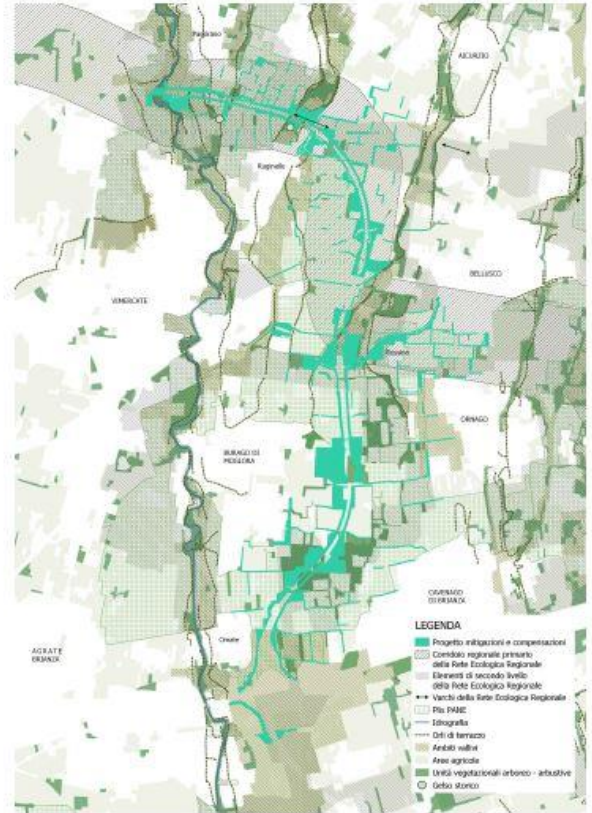 AICURZIO
Ruginello
BELLUSCO
VIMERCATE
ORNAGO
BURAGO DI
MOLGORA
CAVENAGO
DI BRIANZA
Omate
AGRATE
BRIANZA
LEGENDA
Progetto mitigazioni e compensazioni
Corridoio regionale primario
della Rete Ecologica Regionale
Elementi di secondo livello
della Rete Ecologica Regionale
Varchi della Rete Ecologica Regionale
Plis PANE
Idrografia
Orli di terrazzo
Ambiti vallivi
Aree agricole
Unità vegetazionali arboreo - arbustive
Gelso storico